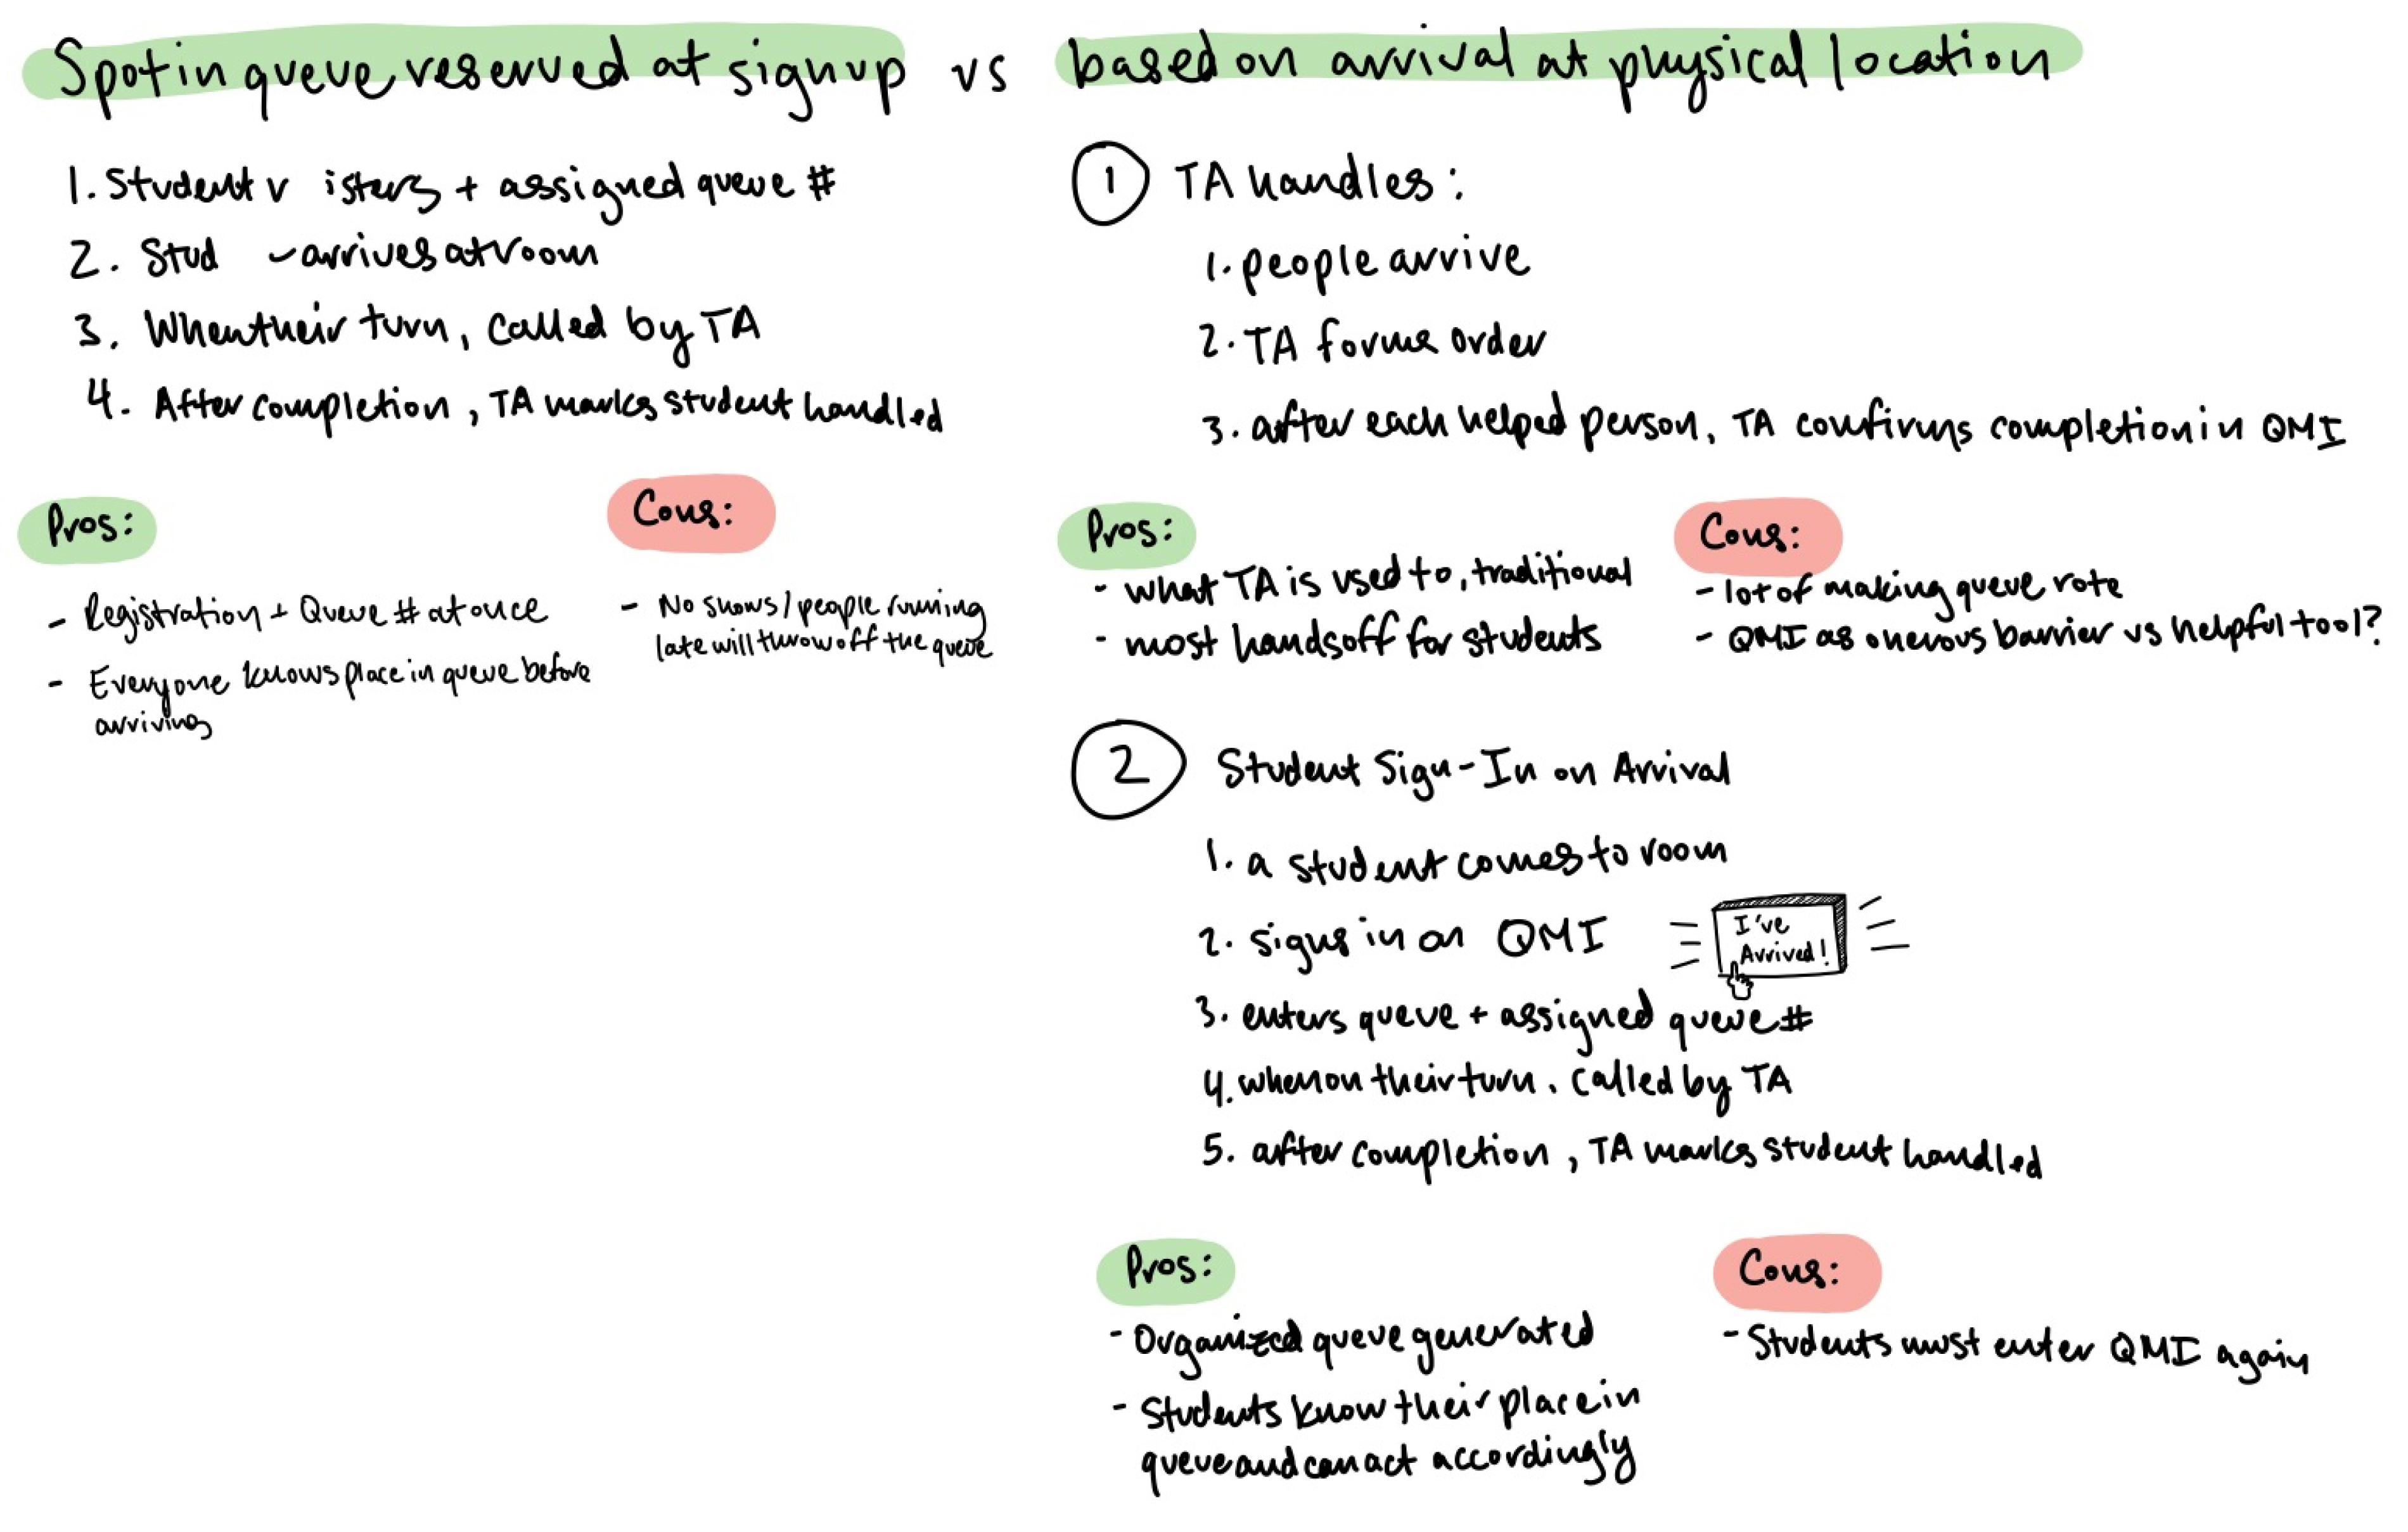 Spot in queue reserved at signup vs based on arrival at physical location
1. Student r isters + assigned queue #
2. Stud arrives at room
3. When their turn, called by TA
4. After completion, TA marks student handled
Pros:
- Registration + Queue # at once
- Everyone knows place in queue before
arriving
Cons:
- No shows / people running
late will throw off the queue
1 TA handles:
1. people arrive
2. TA forms order
3. after each helped person, TA confirms completion in QMI
Pros:
- what TA is used to, traditional
- most handsoff for students
Cons:
- lot of making queue rote
- QMI as onerous barrier vs helpful tool?
2 Student Sign-In on Arrival
1. a student comes to room
2. signs in on QMI
I've
Arrived!
3. enters queue + assigned queue #
4. when on their turn, called by TA
5. after completion, TA marks student handled
Pros:
- Organized queue generated
- Students know their place in
queue and can act accordingly
Cons:
- Students must enter QMI again